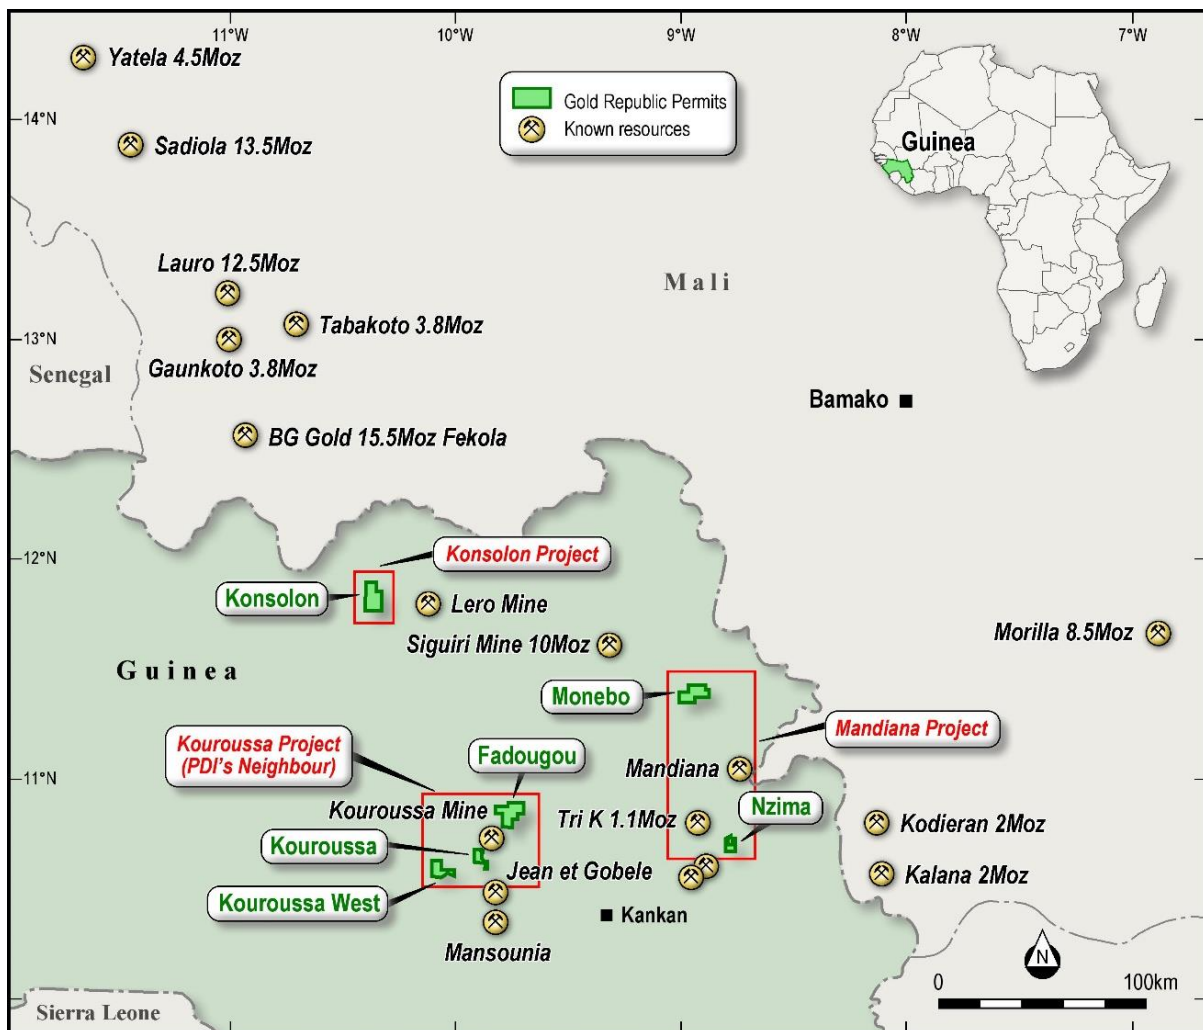 11°W
10°W
9°W
8°W
7°W
Yatela 4.5Moz
Gold Republic Permits
Known resources
14°N
Sadiola 13.5Moz
Guinea
Lauro 12.5Moz
Mali
Tabakoto 3.8Moz
13°N
Gaunkoto 3.8Moz
Senegal
Bamako
BG Gold 15.5Moz Fekola
12°N
Konsolon Project
Konsolon
Lero Mine
Siguiri Mine 10Moz
Morilla 8.5Moz
Guinea
Monebo
Mandiana Project
Kouroussa Project
(PDI's Neighbour)
Fadougou
11°N
Mandiana
Kouroussa Mine
Nzima
Tri K 1.1Moz
Kodieran 2Moz
Kouroussa
Jean et Gobele
Kalana 2Moz
Kouroussa West
Kankan
Mansounia
N
0
100km
Sierra Leone